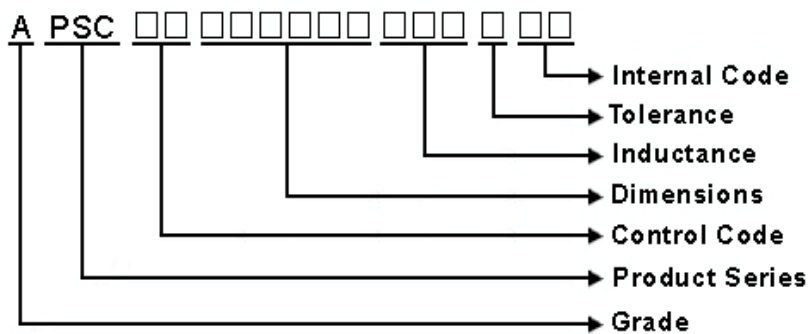 A PSC □□ □□□□□□ □□□ □ □□
Internal Code
Tolerance
Inductance
Dimensions
Control Code
Product Series
Grade